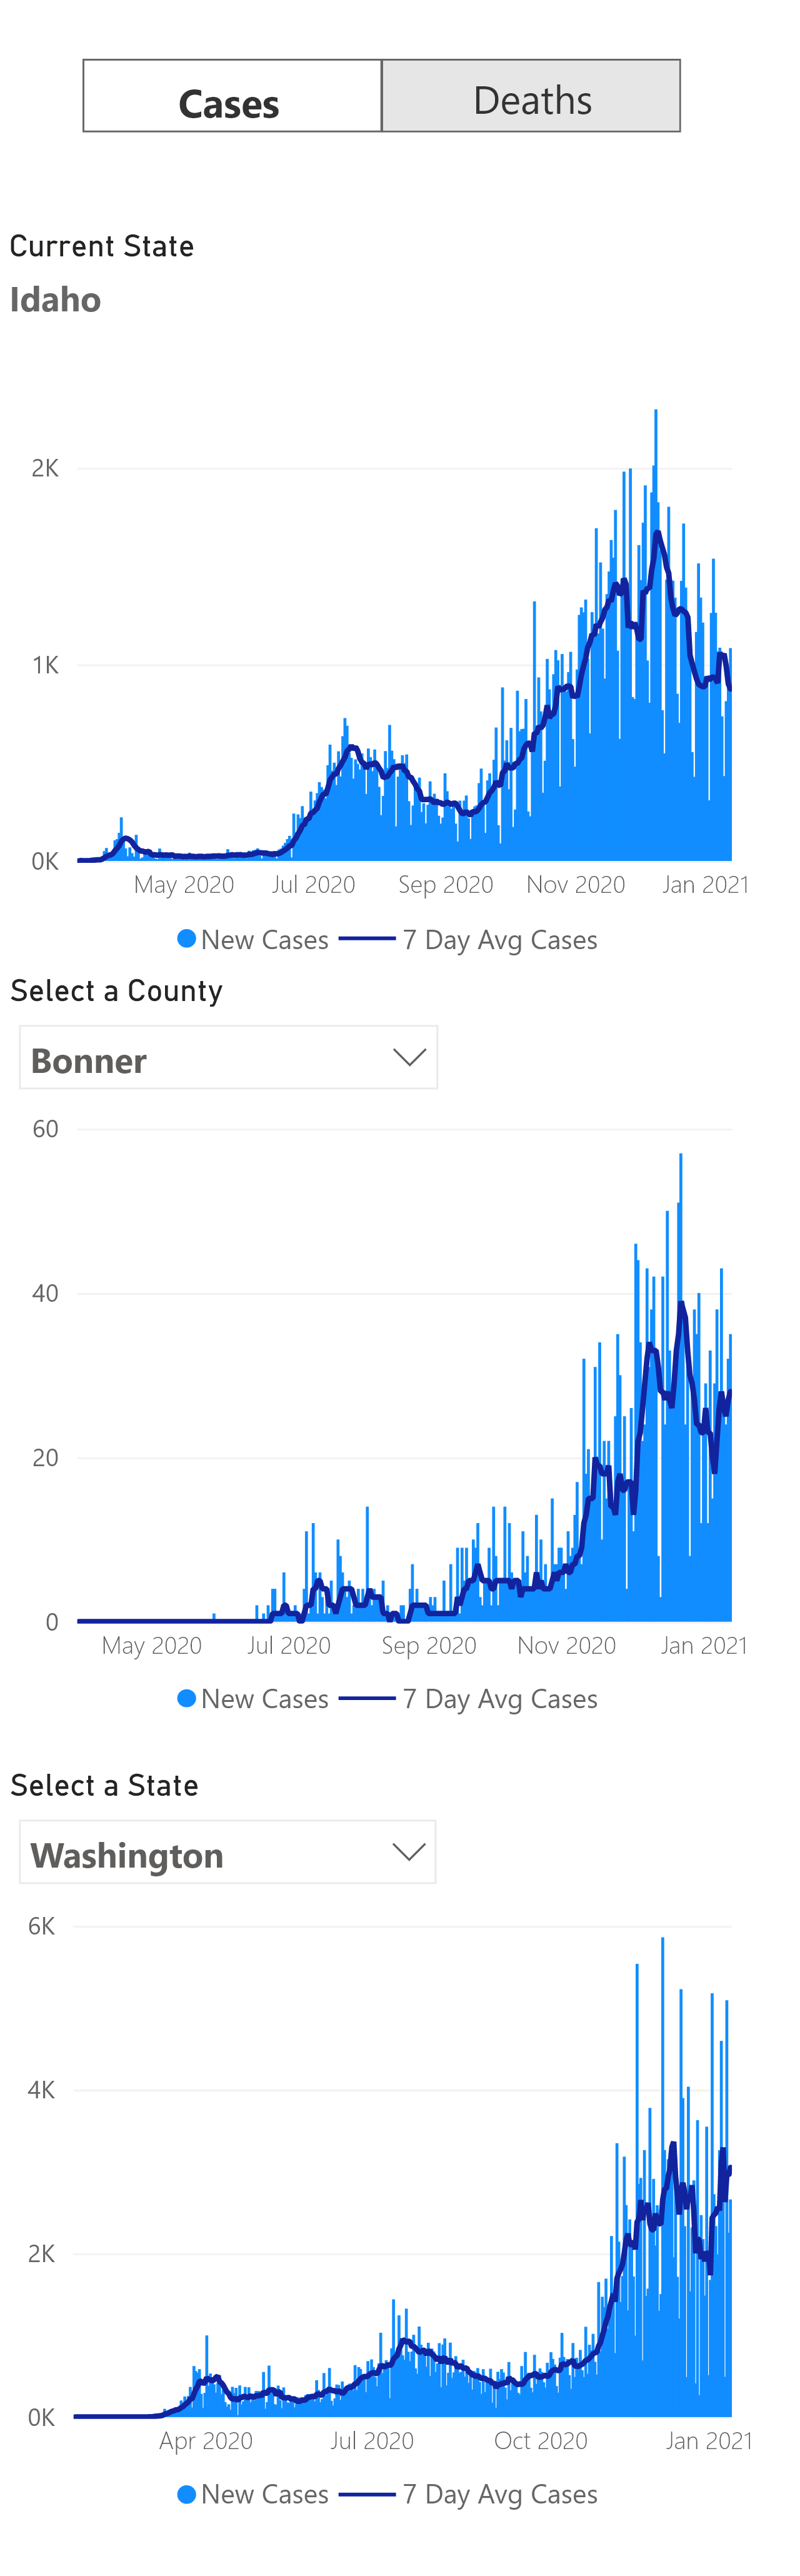 Cases Deaths
Current State
Idaho
2K
1K
0K
May 2020 Jul 2020 Sep 2020 Nov 2020 Jan 2021
New Cases 7 Day Avg Cases
Select a County
Bonner
60
40
20
0
May 2020 Jul 2020 Sep 2020 Nov 2020 Jan 2021
New Cases 7 Day Avg Cases
Select a State
Washington
6K
4K
2K
0K
Apr 2020 Jul 2020 Oct 2020 Jan 2021
New Cases 7 Day Avg Cases